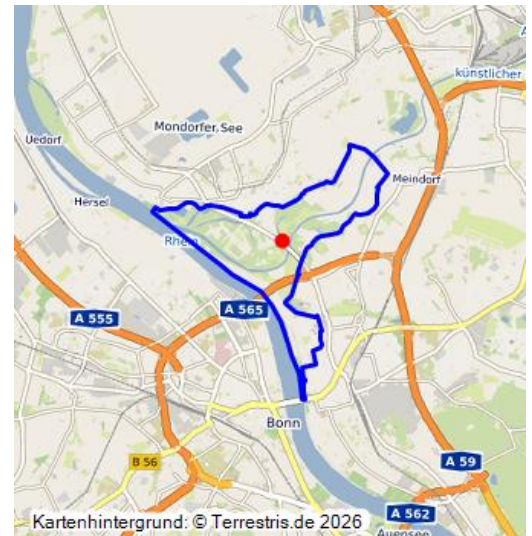 künstlicher
Mondorfer See
Uedorf
Hersel
Meindorf
Rhein
A 565
A 555
Bonn
B 56
A 59
A 562
Auensee
Kartenhintergrund: © Terrestris.de 2026